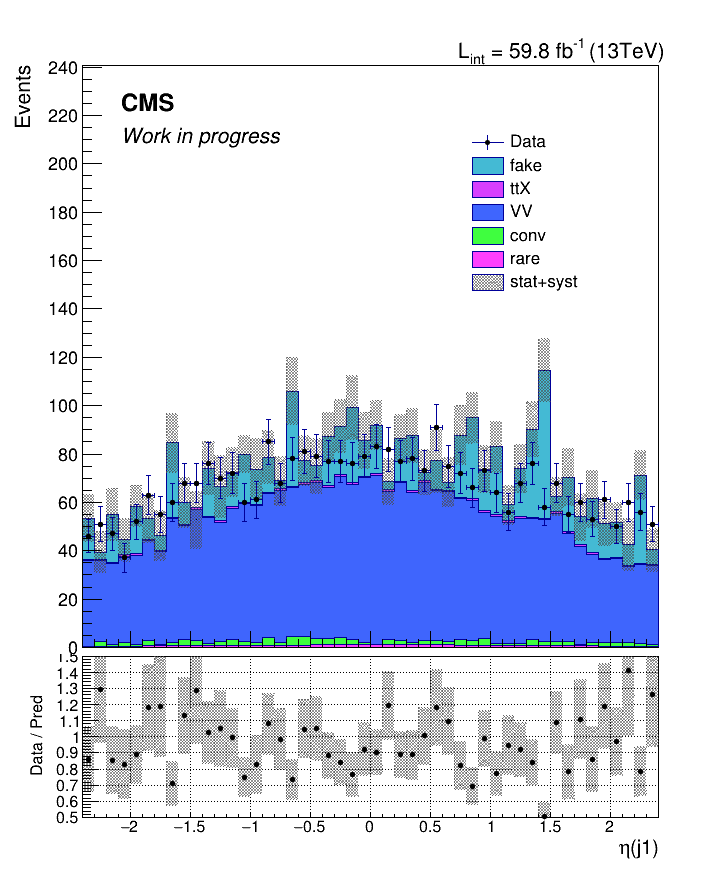 L_int = 59.8 fb^-1 (13TeV)
Events
240
220
200
180
160
140
120
100
80
60
40
20
0
CMS
Work in progress
Data
fake
ttX
VV
conv
rare
stat+syst
Data / Pred
1.5
1.4
1.3
1.2
1.1
1
0.9
0.8
0.7
0.6
0.5
−2 −1.5 −1 −0.5 0 0.5 1 1.5 2
η(j1)